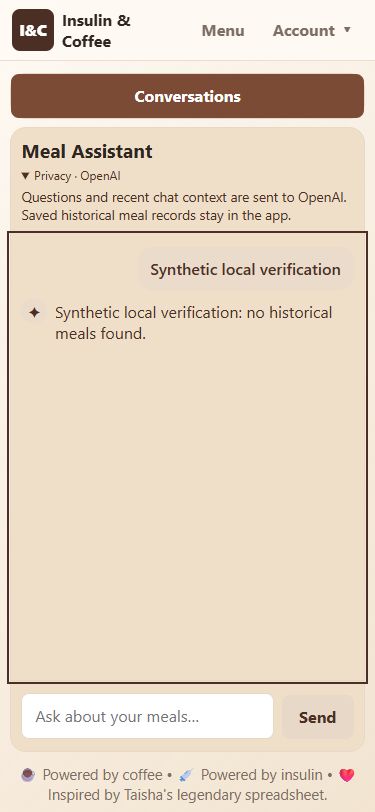 I&C
Insulin &
Coffee
Menu
Account ▼
Conversations
Meal Assistant
▼ Privacy · OpenAI
Questions and recent chat context are sent to OpenAI.
Saved historical meal records stay in the app.
Synthetic local verification
✦ Synthetic local verification: no historical
meals found.
Ask about your meals...
Send
Powered by coffee • 💉 Powered by insulin • ❤️
Inspired by Taisha's legendary spreadsheet.